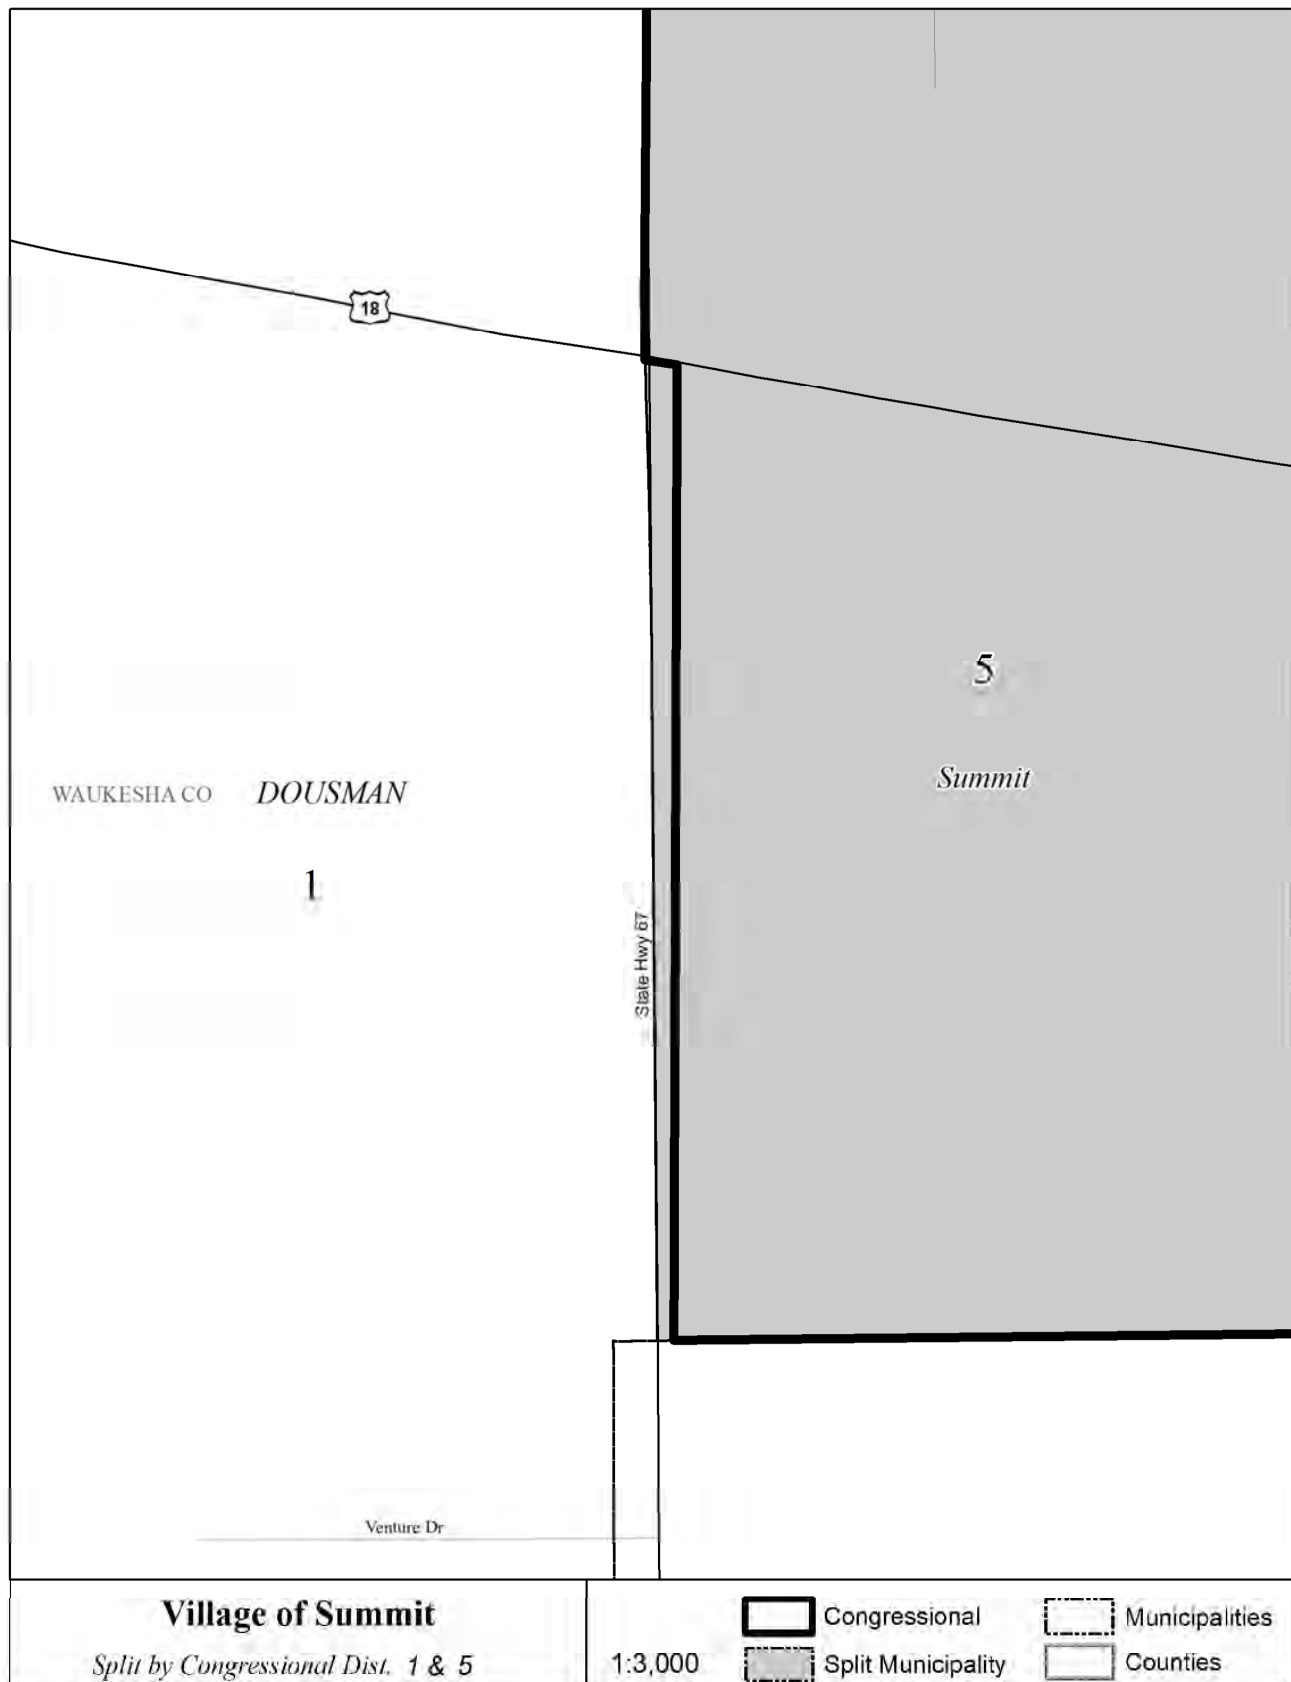 18
5
Summit
WAUKESHA CO DOUSMAN
1
State Hwy 67
Venture Dr
Village of Summit
Split by Congressional Dist. 1 & 5
1:3,000
Congressional
Split Municipality
Municipalities
Counties